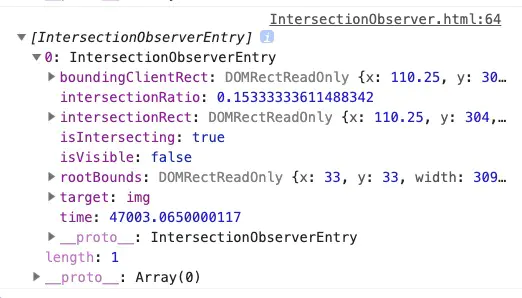 IntersectionObserver.html:64
▼ [IntersectionObserverEntry] i
▼ 0: IntersectionObserverEntry
▶ boundingClientRect: DOMRectReadOnly {x: 110.25, y: 30…
intersectionRatio: 0.15333333611488342
▶ intersectionRect: DOMRectReadOnly {x: 110.25, y: 304,…
isIntersecting: true
isVisible: false
▶ rootBounds: DOMRectReadOnly {x: 33, y: 33, width: 309…
▶ target: img
time: 47003.0650000117
▶ __proto__: IntersectionObserverEntry
length: 1
▶ __proto__: Array(0)